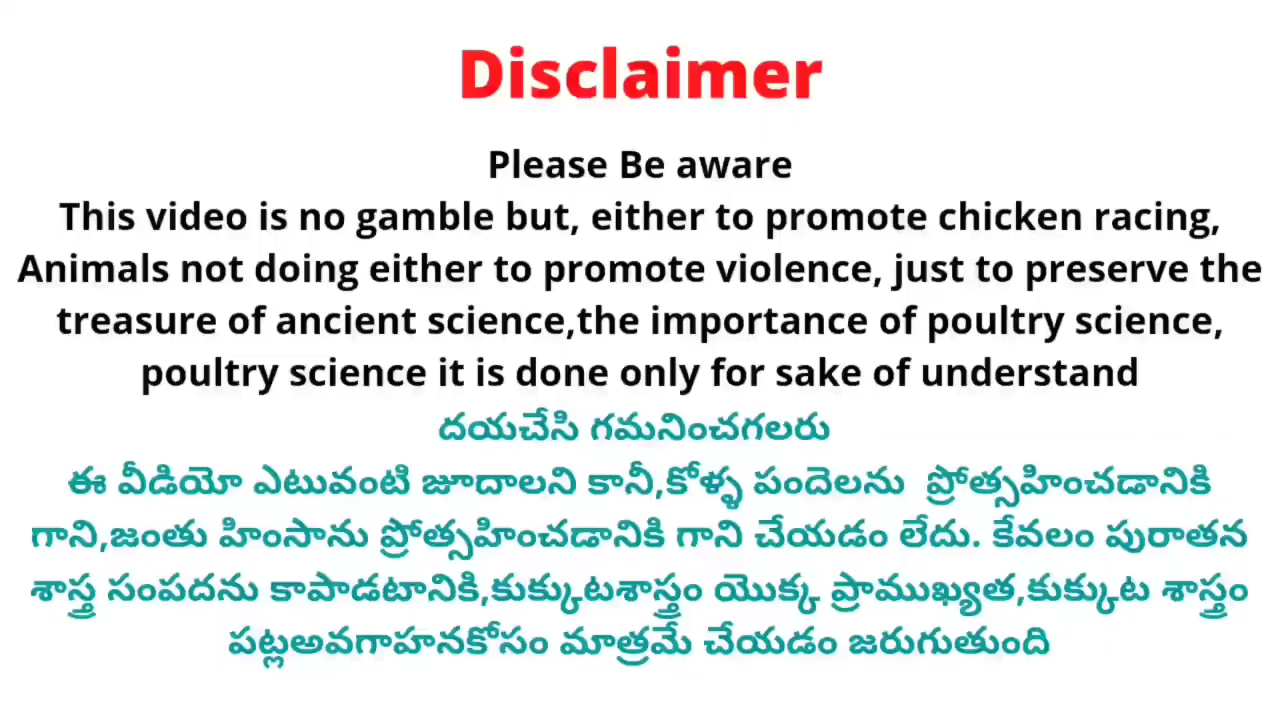 Disclaimer
Please Be aware
This video is no gamble but, either to promote chicken racing,
Animals not doing either to promote violence, just to preserve the
treasure of ancient science,the importance of poultry science,
poultry science it is done only for sake of understand
దయచేసి గమనించగలరు
ఈ వీడియో ఎటువంటి జూదాలని కానీ,కోళ్ళ పందెలను ప్రోత్సహించడానికి
గాని,జంతు హింసాను ప్రోత్సహించడానికి గాని చేయడం లేదు. కేవలం పురాతన
శాస్త్ర సంపదను కాపాడటానికి,కుక్కుటశాస్త్రం యొక్క ప్రాముఖ్యత,కుక్కుట శాస్త్రం
పట్లఅవగాహనకోసం మాత్రమే చేయడం జరుగుతుంది